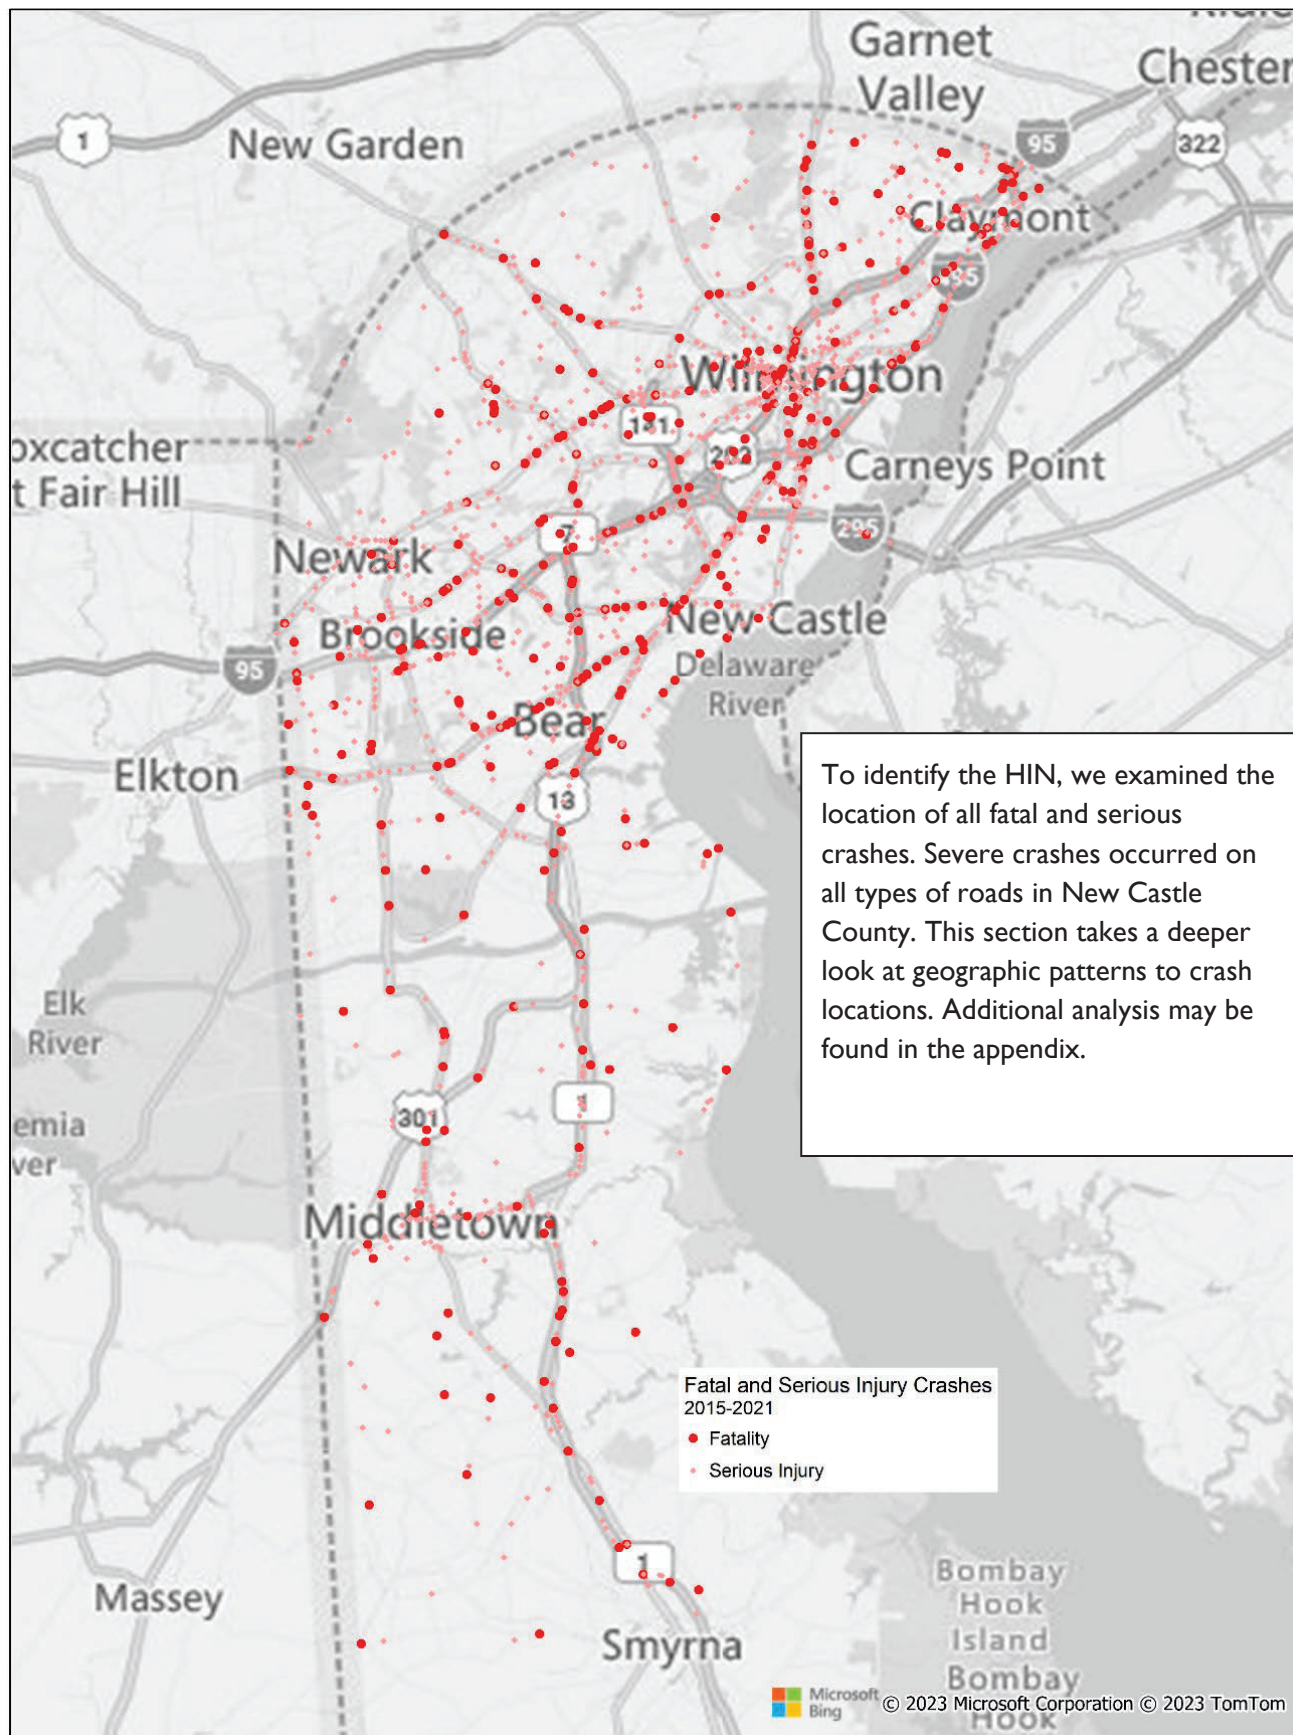 Garnet
Valley
Chester
1
New Garden
95
322
Claymont
Wilmington
141
202
oxcatcher
t Fair Hill
Carneys Point
295
7
Newark
New Castle
Brookside
95
Delaware
River
Bear
Elkton
13
To identify the HIN, we examined the
location of all fatal and serious
crashes. Severe crashes occurred on
all types of roads in New Castle
County. This section takes a deeper
look at geographic patterns to crash
locations. Additional analysis may be
found in the appendix.
Elk
River
301
1
emia
ver
Middletown
Fatal and Serious Injury Crashes
2015-2021
Fatality
Serious Injury
1
Massey
Smyrna
Bombay
Hook
Island
Bombay
Hook
Microsoft
Bing
© 2023 Microsoft Corporation © 2023 TomTom